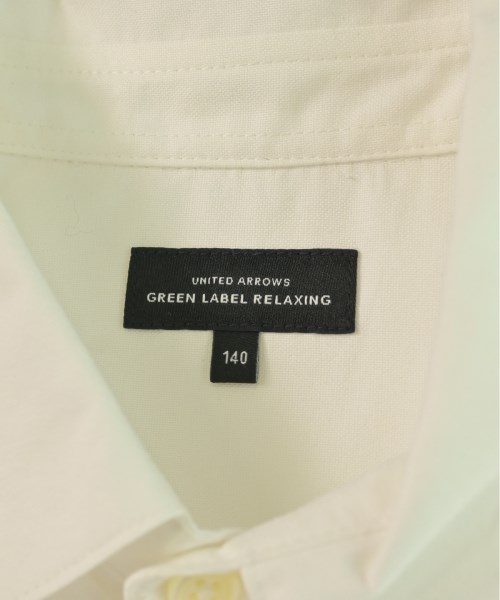 UNITED ARROWS
GREEN LABEL RELAXING
140